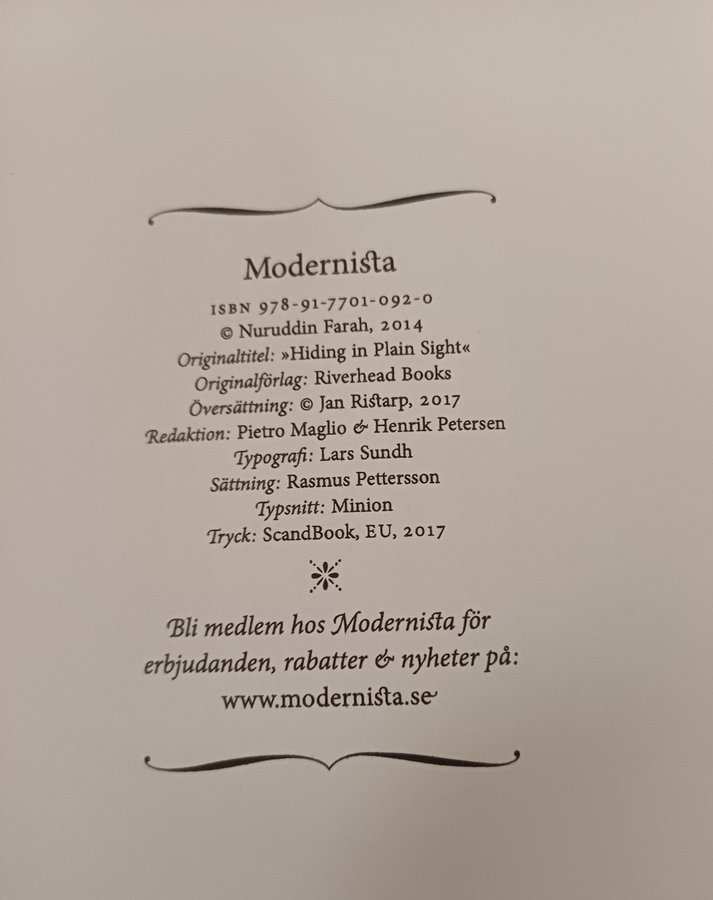 Modernista
ISBN 978-91-7701-092-0
© Nuruddin Farah, 2014
Originaltitel: »Hiding in Plain Sight«
Originalförlag: Riverhead Books
Översättning: © Jan Ristarp, 2017
Redaktion: Pietro Maglio & Henrik Petersen
Typografi: Lars Sundh
Sättning: Rasmus Pettersson
Typsnitt: Minion
Tryck: ScandBook, EU, 2017
Bli medlem hos Modernista för
erbjudanden, rabatter & nyheter på:
www.modernista.se